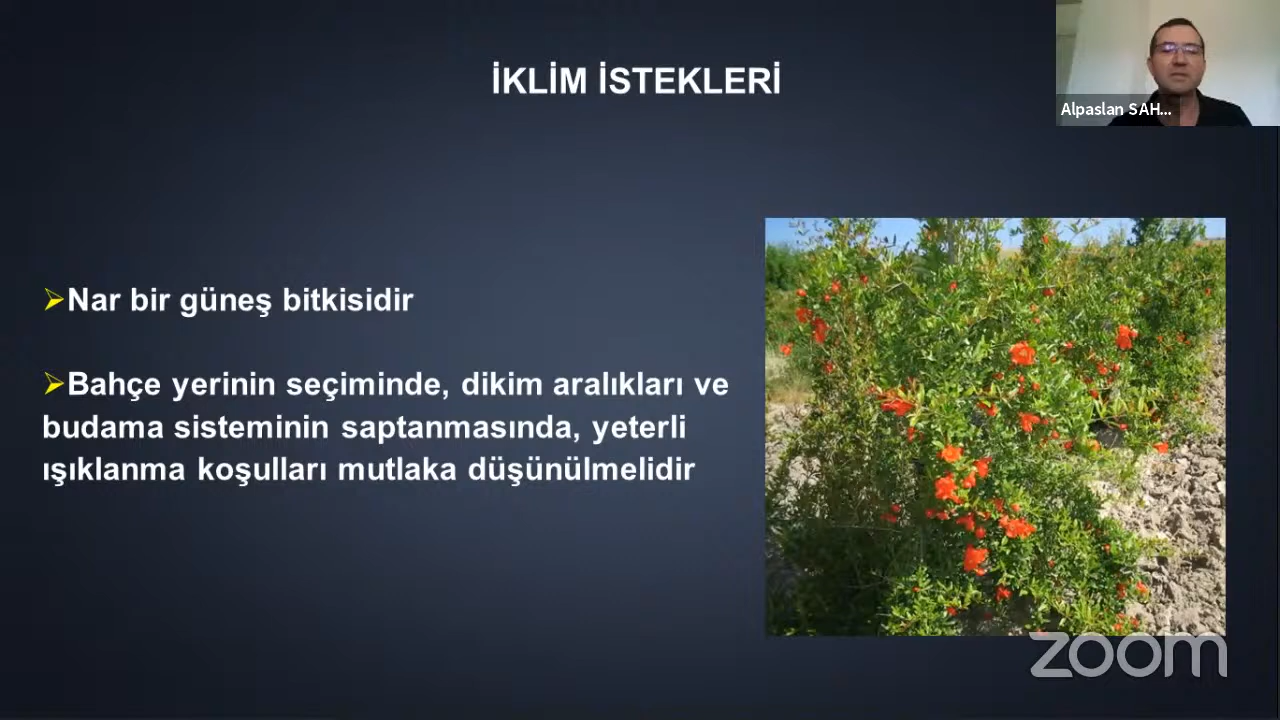 İKLİM İSTEKLERİ
Alpaslan SAH...
➢Nar bir güneş bitkisidir
➢Bahçe yerinin seçiminde, dikim aralıkları ve
budama sisteminin saptanmasında, yeterli
ışıklanma koşulları mutlaka düşünülmelidir
zoom